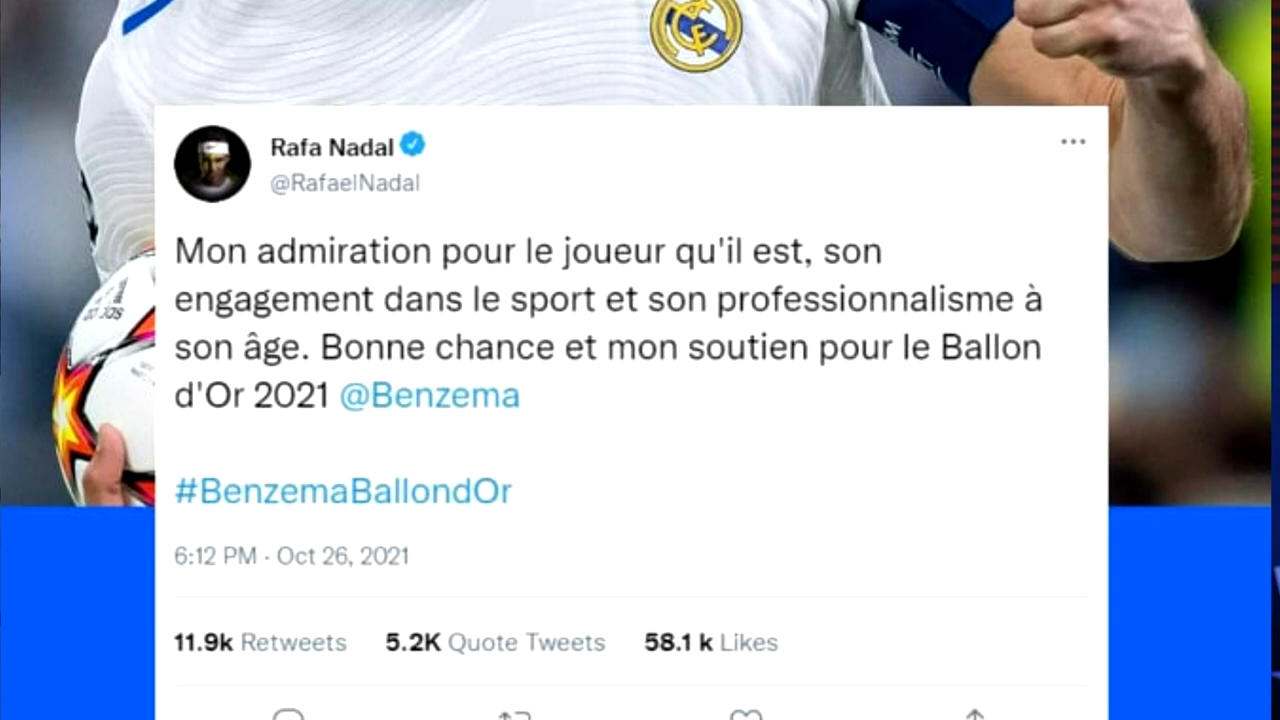 Rafa Nadal
@RafaelNadal
Mon admiration pour le joueur qu'il est, son
engagement dans le sport et son professionnalisme à
son âge. Bonne chance et mon soutien pour le Ballon
d'Or 2021 @Benzema
#BenzemaBallondOr
6:12 PM · Oct 26, 2021
11.9k Retweets 5.2K Quote Tweets 58.1 k Likes